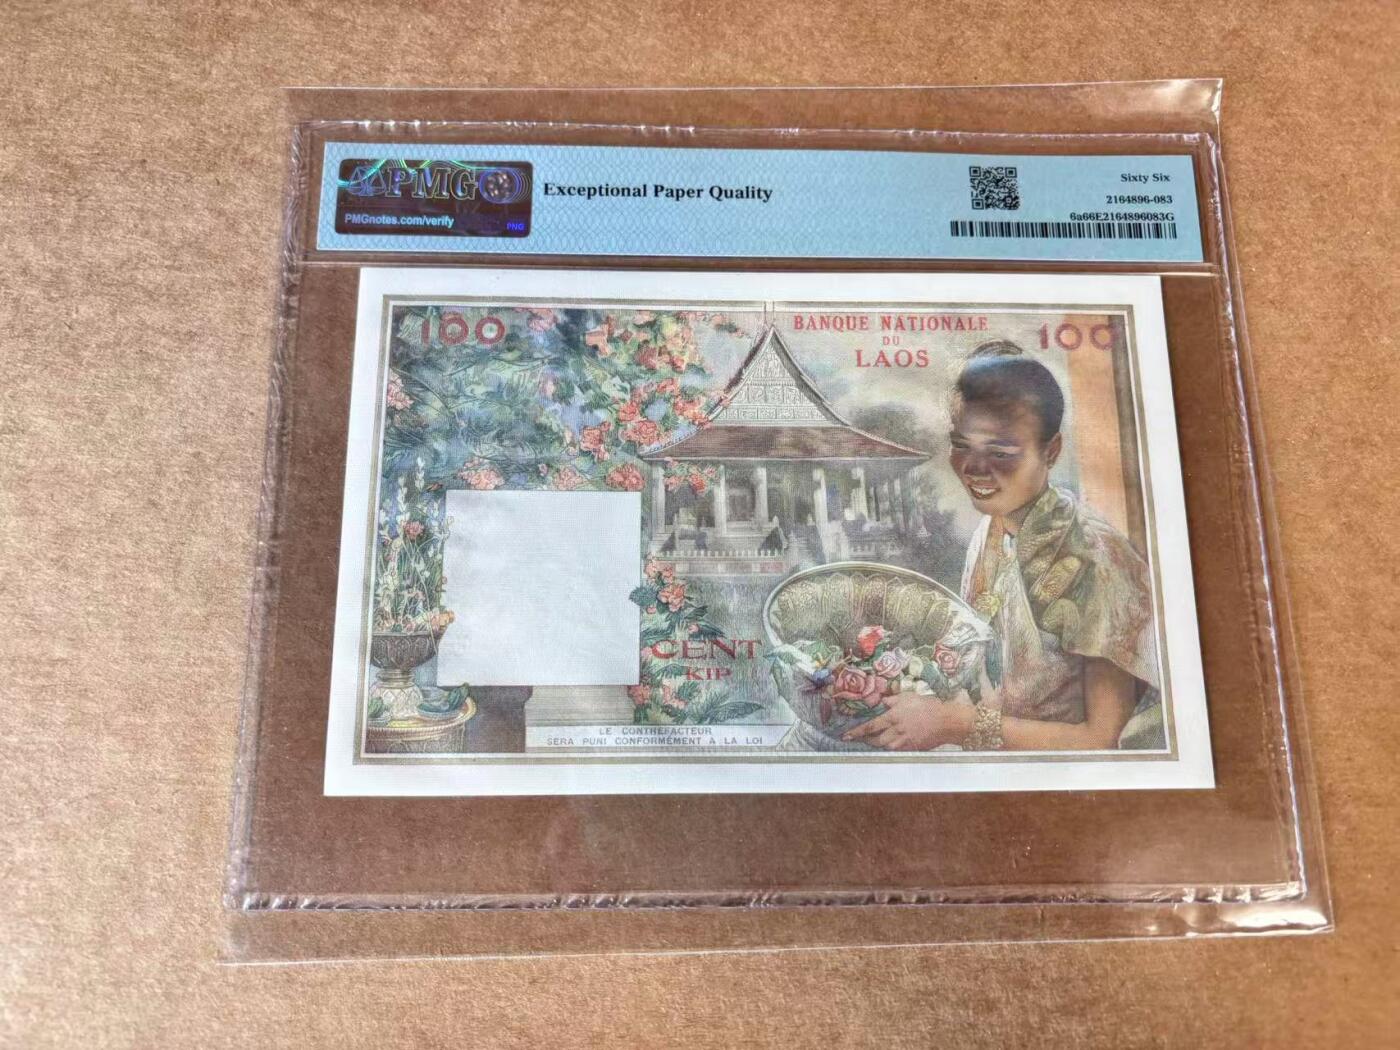 PMG
PMGnotes.com/verify
PNG
Exceptional Paper Quality
Sixty Six
2164896-083
6a66E2164896083G
100
BANQUE NATIONALE
DU
LAOS
100
CENT
KIP
LE CONTREFACTEUR
SERA PUNI CONFORMÉMENT A LA LOI